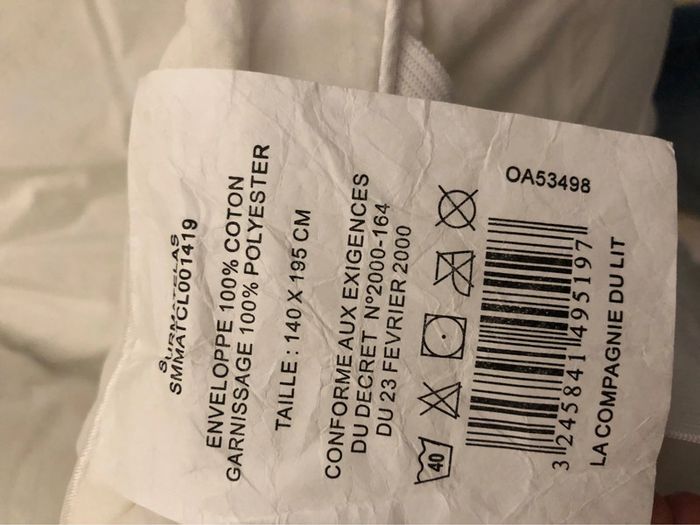 SURMATELAS
SMMATCL001419
ENVELOPPE 100% COTON
GARNISSAGE 100% POLYESTER
TAILLE : 140 X 195 CM
CONFORME AUX EXIGENCES
DU DECRET N°2000-164
DU 23 FEVRIER 2000
40
OA53498
3 245841 495197
LA COMPAGNIE DU LIT